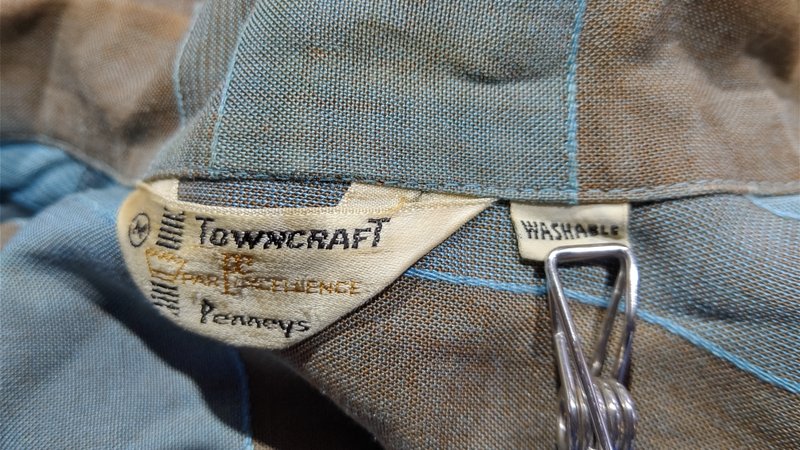 TOWNCRAFT
PAR EXCELLENCE
Penneys
M
WASHABLE